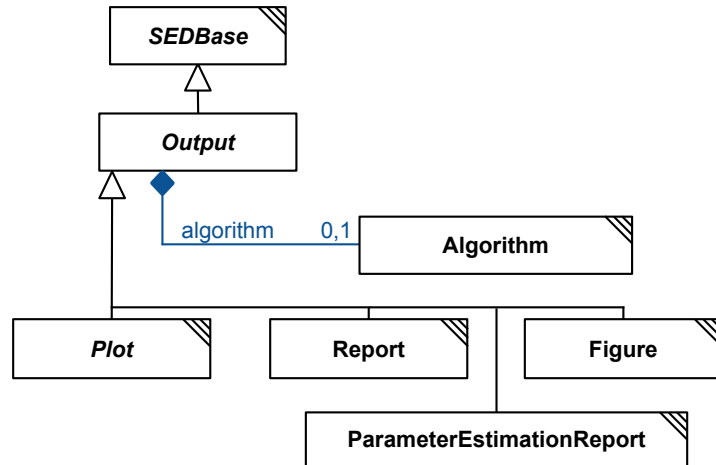 SEDBase
Output
algorithm 0,1
Algorithm
Plot
Report
Figure
ParameterEstimationReport